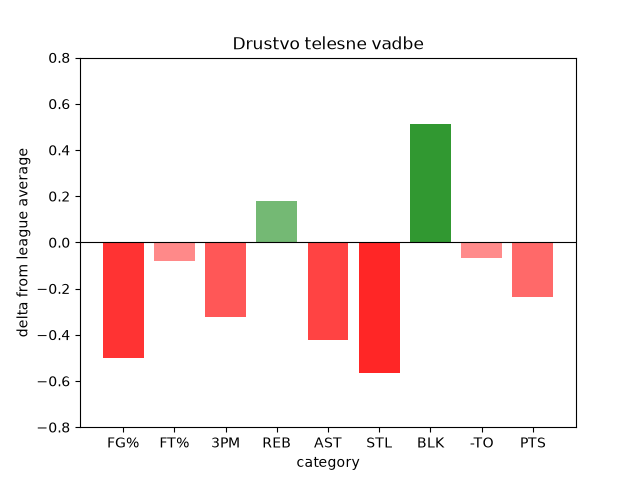 Drustvo telesne vadbe
delta from league average
0.8
0.6
0.4
0.2
0.0
−0.2
−0.4
−0.6
−0.8
FG% FT% 3PM REB AST STL BLK -TO PTS
category